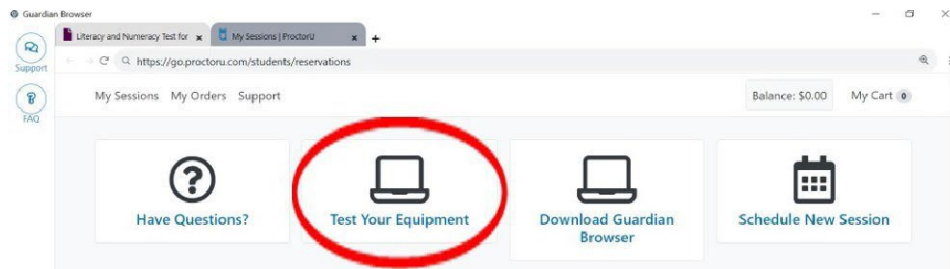 Guardian Browser
Literacy and Numeracy Test for x My Sessions | ProctorU x +
Support
https://go.proctoru.com/students/reservations
FAQ
My Sessions My Orders Support Balance: $0.00 My Cart 0
Have Questions? Test Your Equipment Download Guardian Browser Schedule New Session